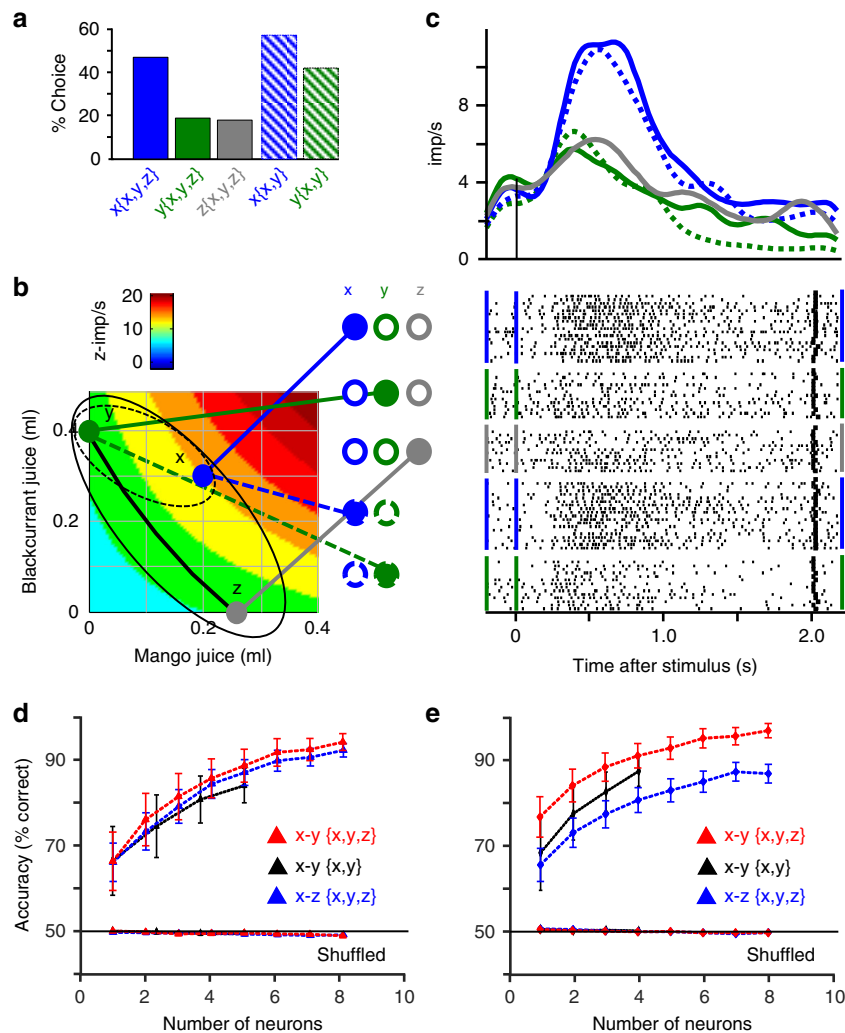 a
60
40
20
0
% Choice
x{x,y,z}
y{x,y,z}
z{x,y,z}
x{x,y}
y{x,y}
c
10
8
4
0
imp/s
b
20
10
0
z-imp/s
x y z
y
x
z
0.4
0.2
0
Blackcurrant juice (ml)
0 0.2 0.4
Mango juice (ml)
0 1.0 2.0
Time after stimulus (s)
d
90
70
50
Accuracy (% correct)
x-y {x,y,z}
x-y {x,y}
x-z {x,y,z}
Shuffled
0 2 4 6 8 10
Number of neurons
e
90
70
50
x-y {x,y,z}
x-y {x,y}
x-z {x,y,z}
Shuffled
0 2 4 6 8 10
Number of neurons